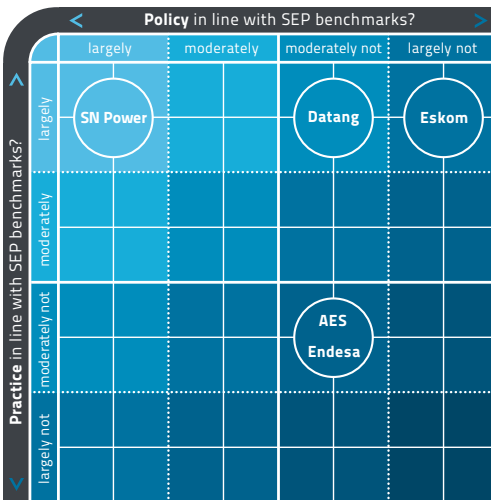 Policy in line with SEP benchmarks?
largely moderately moderately not largely not
Practice in line with SEP benchmarks?
largely
SN Power Datang Eskom
moderately
moderately not
AES
Endesa
largely not